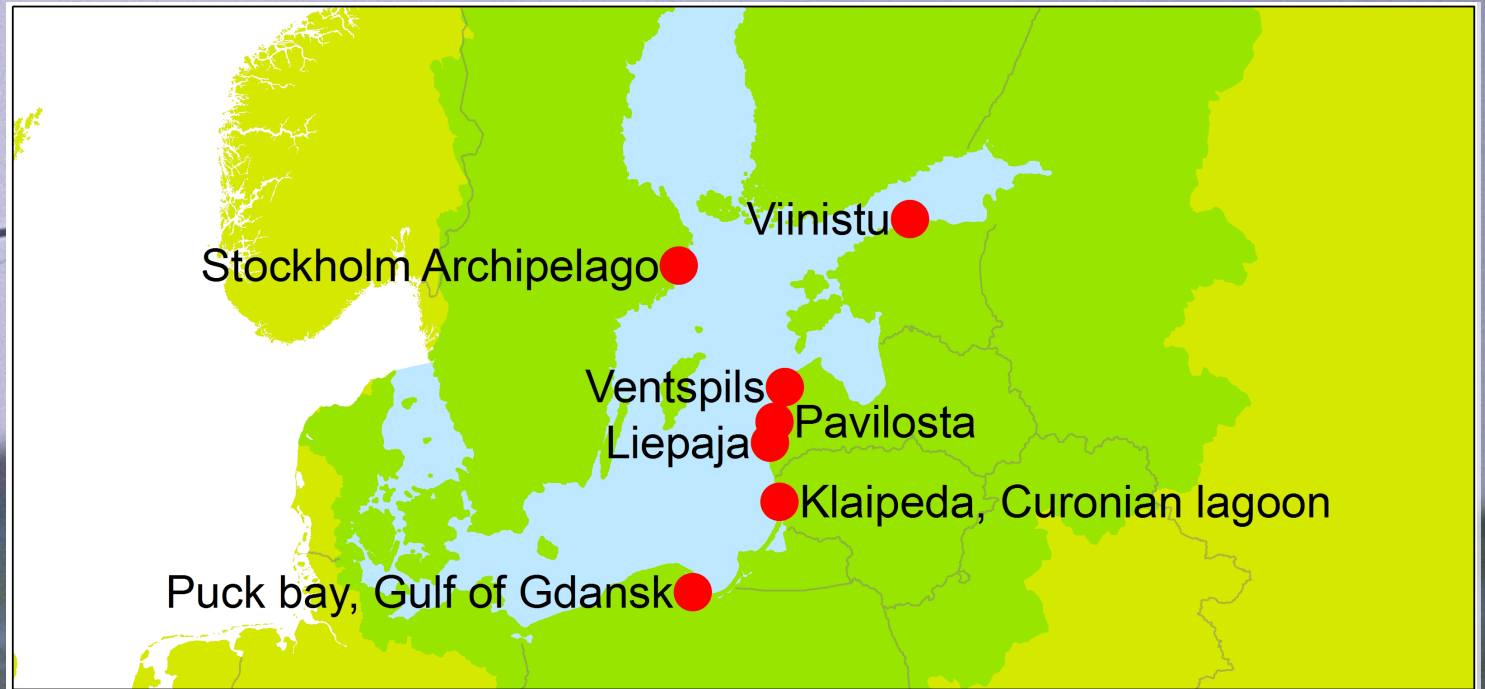 Viinistu
Stockholm Archipelago
Ventspils
Pavilosta
Liepaja
Klaipeda, Curonian lagoon
Puck bay, Gulf of Gdansk